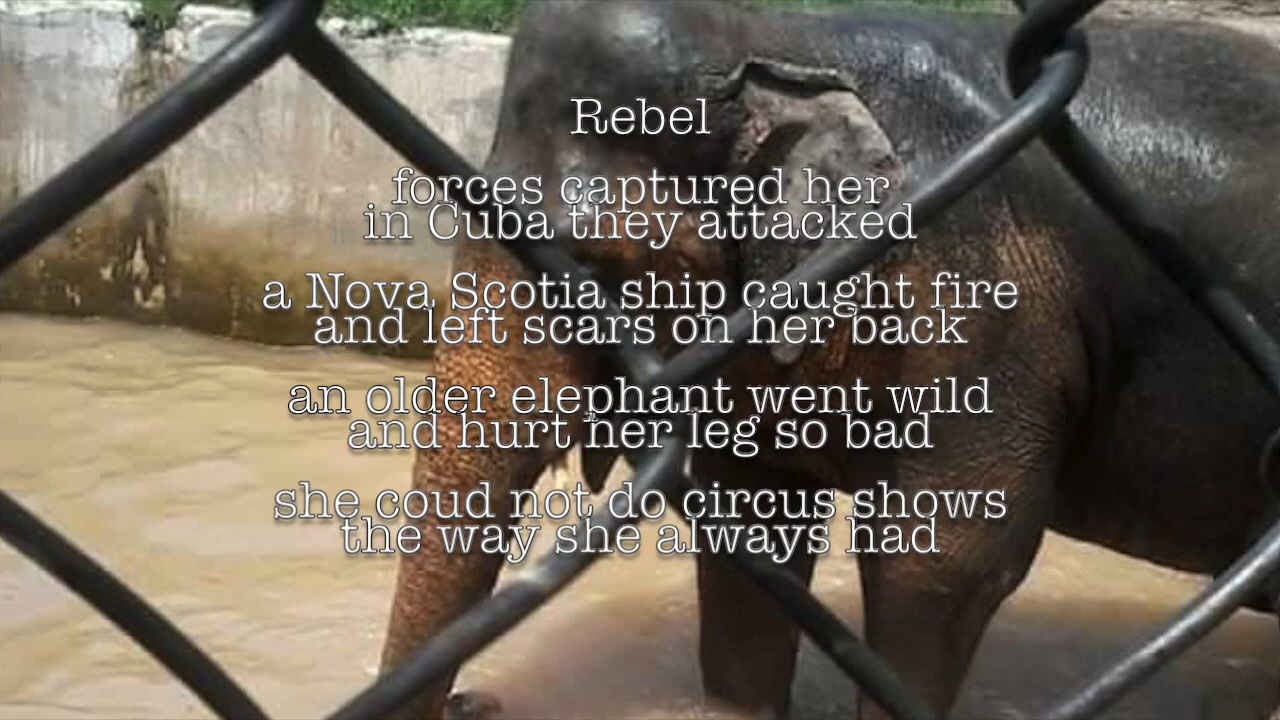 Rebel
forces captured her
in Cuba they attacked
a Nova Scotia ship caught fire
and left scars on her back
an older elephant went wild
and hurt her leg so bad
she coud not do circus shows
the way she always had